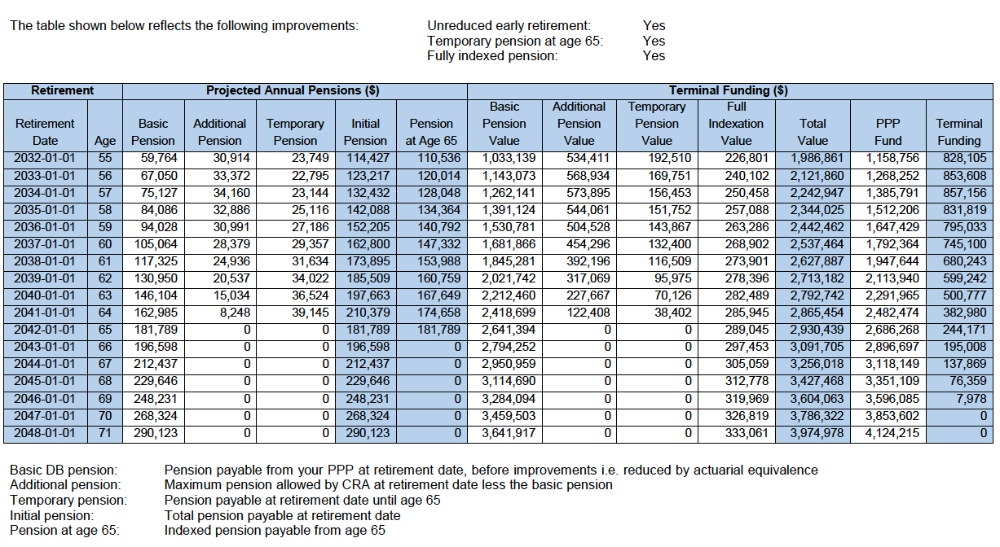 The table shown below reflects the following improvements: Unreduced early retirement: Yes
Temporary pension at age 65: Yes
Fully indexed pension: Yes
Retirement Projected Annual Pensions ($) Terminal Funding ($)
Basic Additional Temporary Full
Retirement Basic Additional Temporary Initial Pension Pension Pension Pension Indexation Total PPP Terminal
Date Age Pension Pension Pension Pension at Age 65 Value Value Value Value Value Fund Funding
2032-01-01 55 59,764 30,914 23,749 114,427 110,536 1,033,139 534,411 192,510 226,801 1,986,861 1,158,756 828,105
2033-01-01 56 67,050 33,372 22,795 123,217 120,014 1,143,073 568,934 169,751 240,102 2,121,860 1,268,252 853,608
2034-01-01 57 75,127 34,160 23,144 132,432 128,048 1,262,141 573,895 156,453 250,458 2,242,947 1,385,791 857,156
2035-01-01 58 84,086 32,886 25,116 142,088 134,364 1,391,124 544,061 151,752 257,088 2,344,025 1,512,206 831,819
2036-01-01 59 94,028 30,991 27,186 152,205 140,792 1,530,781 504,528 143,867 263,286 2,442,462 1,647,429 795,033
2037-01-01 60 105,064 28,379 29,357 162,800 147,332 1,681,866 454,296 132,400 268,902 2,537,464 1,792,364 745,100
2038-01-01 61 117,325 24,936 31,634 173,895 153,988 1,845,281 392,196 116,509 273,901 2,627,887 1,947,644 680,243
2039-01-01 62 130,950 20,537 34,022 185,509 160,759 2,021,742 317,069 95,975 278,396 2,713,182 2,113,940 599,242
2040-01-01 63 146,104 15,034 36,524 197,663 167,649 2,212,460 227,667 70,126 282,489 2,792,742 2,291,965 500,777
2041-01-01 64 162,985 8,248 39,145 210,379 174,658 2,418,699 122,408 38,402 285,945 2,865,454 2,482,474 382,980
2042-01-01 65 181,789 0 0 181,789 181,789 2,641,394 0 0 289,045 2,930,439 2,686,268 244,171
2043-01-01 66 196,598 0 0 196,598 0 2,794,252 0 0 297,453 3,091,705 2,896,697 195,008
2044-01-01 67 212,437 0 0 212,437 0 2,950,959 0 0 305,059 3,256,018 3,118,149 137,869
2045-01-01 68 229,646 0 0 229,646 0 3,114,690 0 0 312,778 3,427,468 3,351,109 76,359
2046-01-01 69 248,231 0 0 248,231 0 3,284,094 0 0 319,969 3,604,063 3,596,085 7,978
2047-01-01 70 268,324 0 0 268,324 0 3,459,503 0 0 326,819 3,786,322 3,853,602 0
2048-01-01 71 290,123 0 0 290,123 0 3,641,917 0 0 333,061 3,974,978 4,124,215 0
Basic DB pension: Pension payable from your PPP at retirement date, before improvements i.e. reduced by actuarial equivalence
Additional pension: Maximum pension allowed by CRA at retirement date less the basic pension
Temporary pension: Pension payable at retirement date until age 65
Initial pension: Total pension payable at retirement date
Pension at age 65: Indexed pension payable from age 65